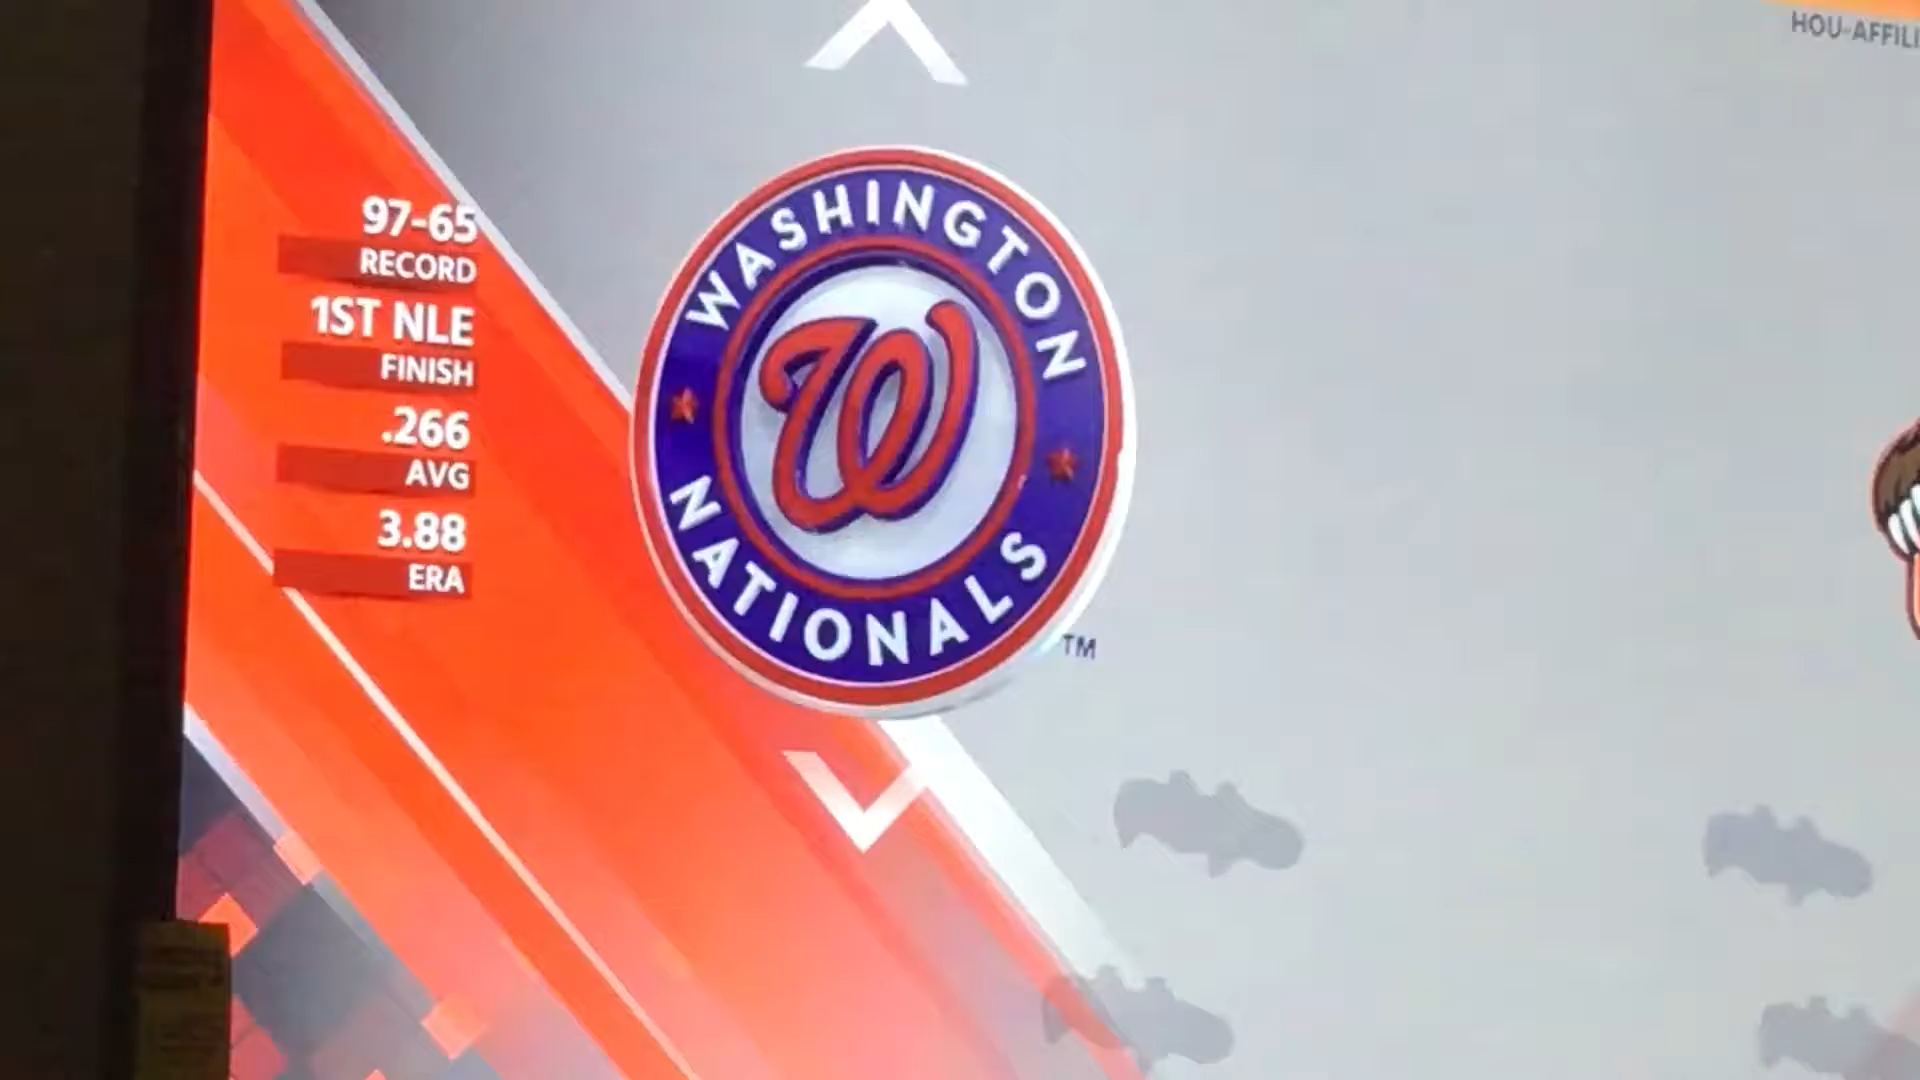 HOU-AFFILI
97-65
RECORD
1ST NLE
FINISH
.266
AVG
3.88
ERA
WASHINGTON
W
NATIONALS
TM